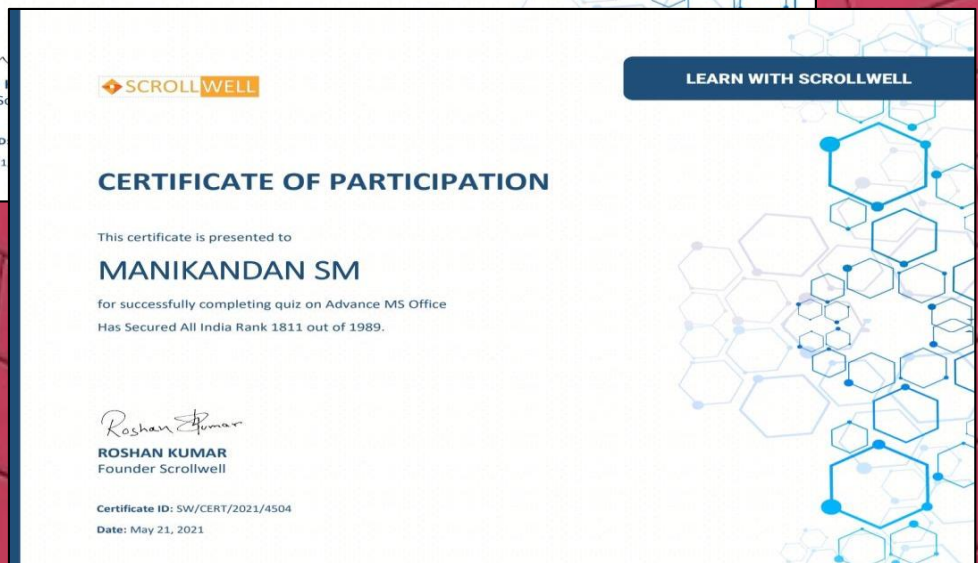 SCROLLWELL
LEARN WITH SCROLLWELL
CERTIFICATE OF PARTICIPATION
This certificate is presented to
MANIKANDAN SM
for successfully completing quiz on Advance MS Office
Has Secured All India Rank 1811 out of 1989.
Roshan Kumar
ROSHAN KUMAR
Founder Scrollwell
Certificate ID: SW/CERT/2021/4504
Date: May 21, 2021